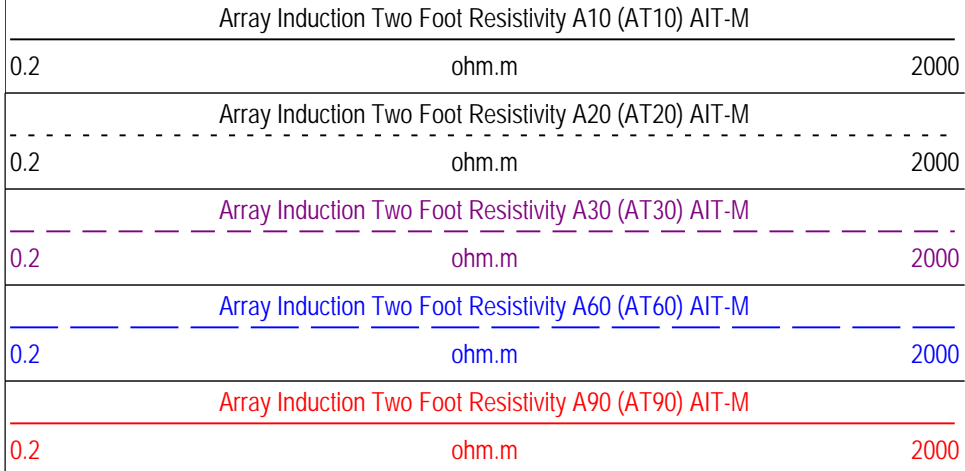 Array Induction Two Foot Resistivity A10 (AT10) AIT-M
0.2 ohm.m 2000
Array Induction Two Foot Resistivity A20 (AT20) AIT-M
0.2 ohm.m 2000
Array Induction Two Foot Resistivity A30 (AT30) AIT-M
0.2 ohm.m 2000
Array Induction Two Foot Resistivity A60 (AT60) AIT-M
0.2 ohm.m 2000
Array Induction Two Foot Resistivity A90 (AT90) AIT-M
0.2 ohm.m 2000